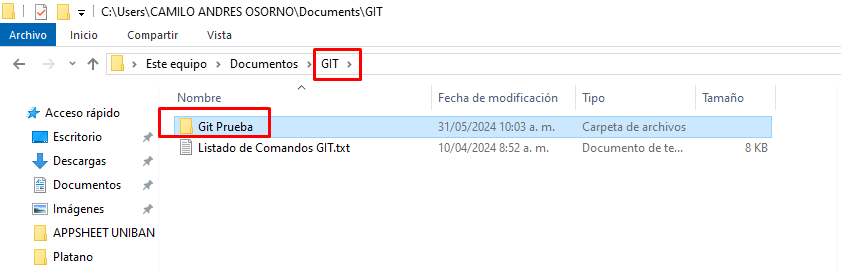 C:\Users\CAMILO ANDRES OSORNO\Documents\GIT
Archivo Inicio Compartir Vista
Este equipo Documentos GIT
Nombre Fecha de modificación Tipo Tamaño
Acceso rápido
Escritorio
Descargas
Documentos
Imágenes
APPSHEET UNIBAN
Platano
Git Prueba 31/05/2024 10:03 a. m. Carpeta de archivos
Listado de Comandos GIT.txt 10/04/2024 8:52 a. m. Documento de te... 8 KB